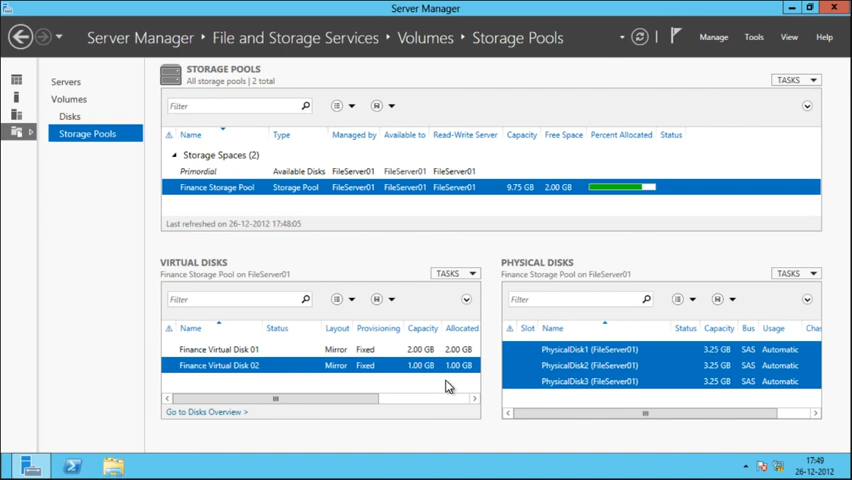 Server Manager
Server Manager ‣ File and Storage Services ‣ Volumes ‣ Storage Pools
Manage Tools View Help
Servers
Volumes
Disks
Storage Pools
STORAGE POOLS
All storage pools | 2 total
TASKS
Filter
Name Type Managed by Available to Read-Write Server Capacity Free Space Percent Allocated Status
Storage Spaces (2)
Primordial Available Disks FileServer01 FileServer01 FileServer01
Finance Storage Pool Storage Pool FileServer01 FileServer01 FileServer01 9.75 GB 2.00 GB
Last refreshed on 26-12-2012 17:48:05
VIRTUAL DISKS
Finance Storage Pool on FileServer01
TASKS
Filter
Name Status Layout Provisioning Capacity Allocated
Finance Virtual Disk 01 Mirror Fixed 2.00 GB 2.00 GB
Finance Virtual Disk 02 Mirror Fixed 1.00 GB 1.00 GB
Go to Disks Overview >
PHYSICAL DISKS
Finance Storage Pool on FileServer01
TASKS
Filter
Slot Name Status Capacity Bus Usage Chas
PhysicalDisk1 (FileServer01) 3.25 GB SAS Automatic
PhysicalDisk2 (FileServer01) 3.25 GB SAS Automatic
PhysicalDisk3 (FileServer01) 3.25 GB SAS Automatic
17:49
26-12-2012